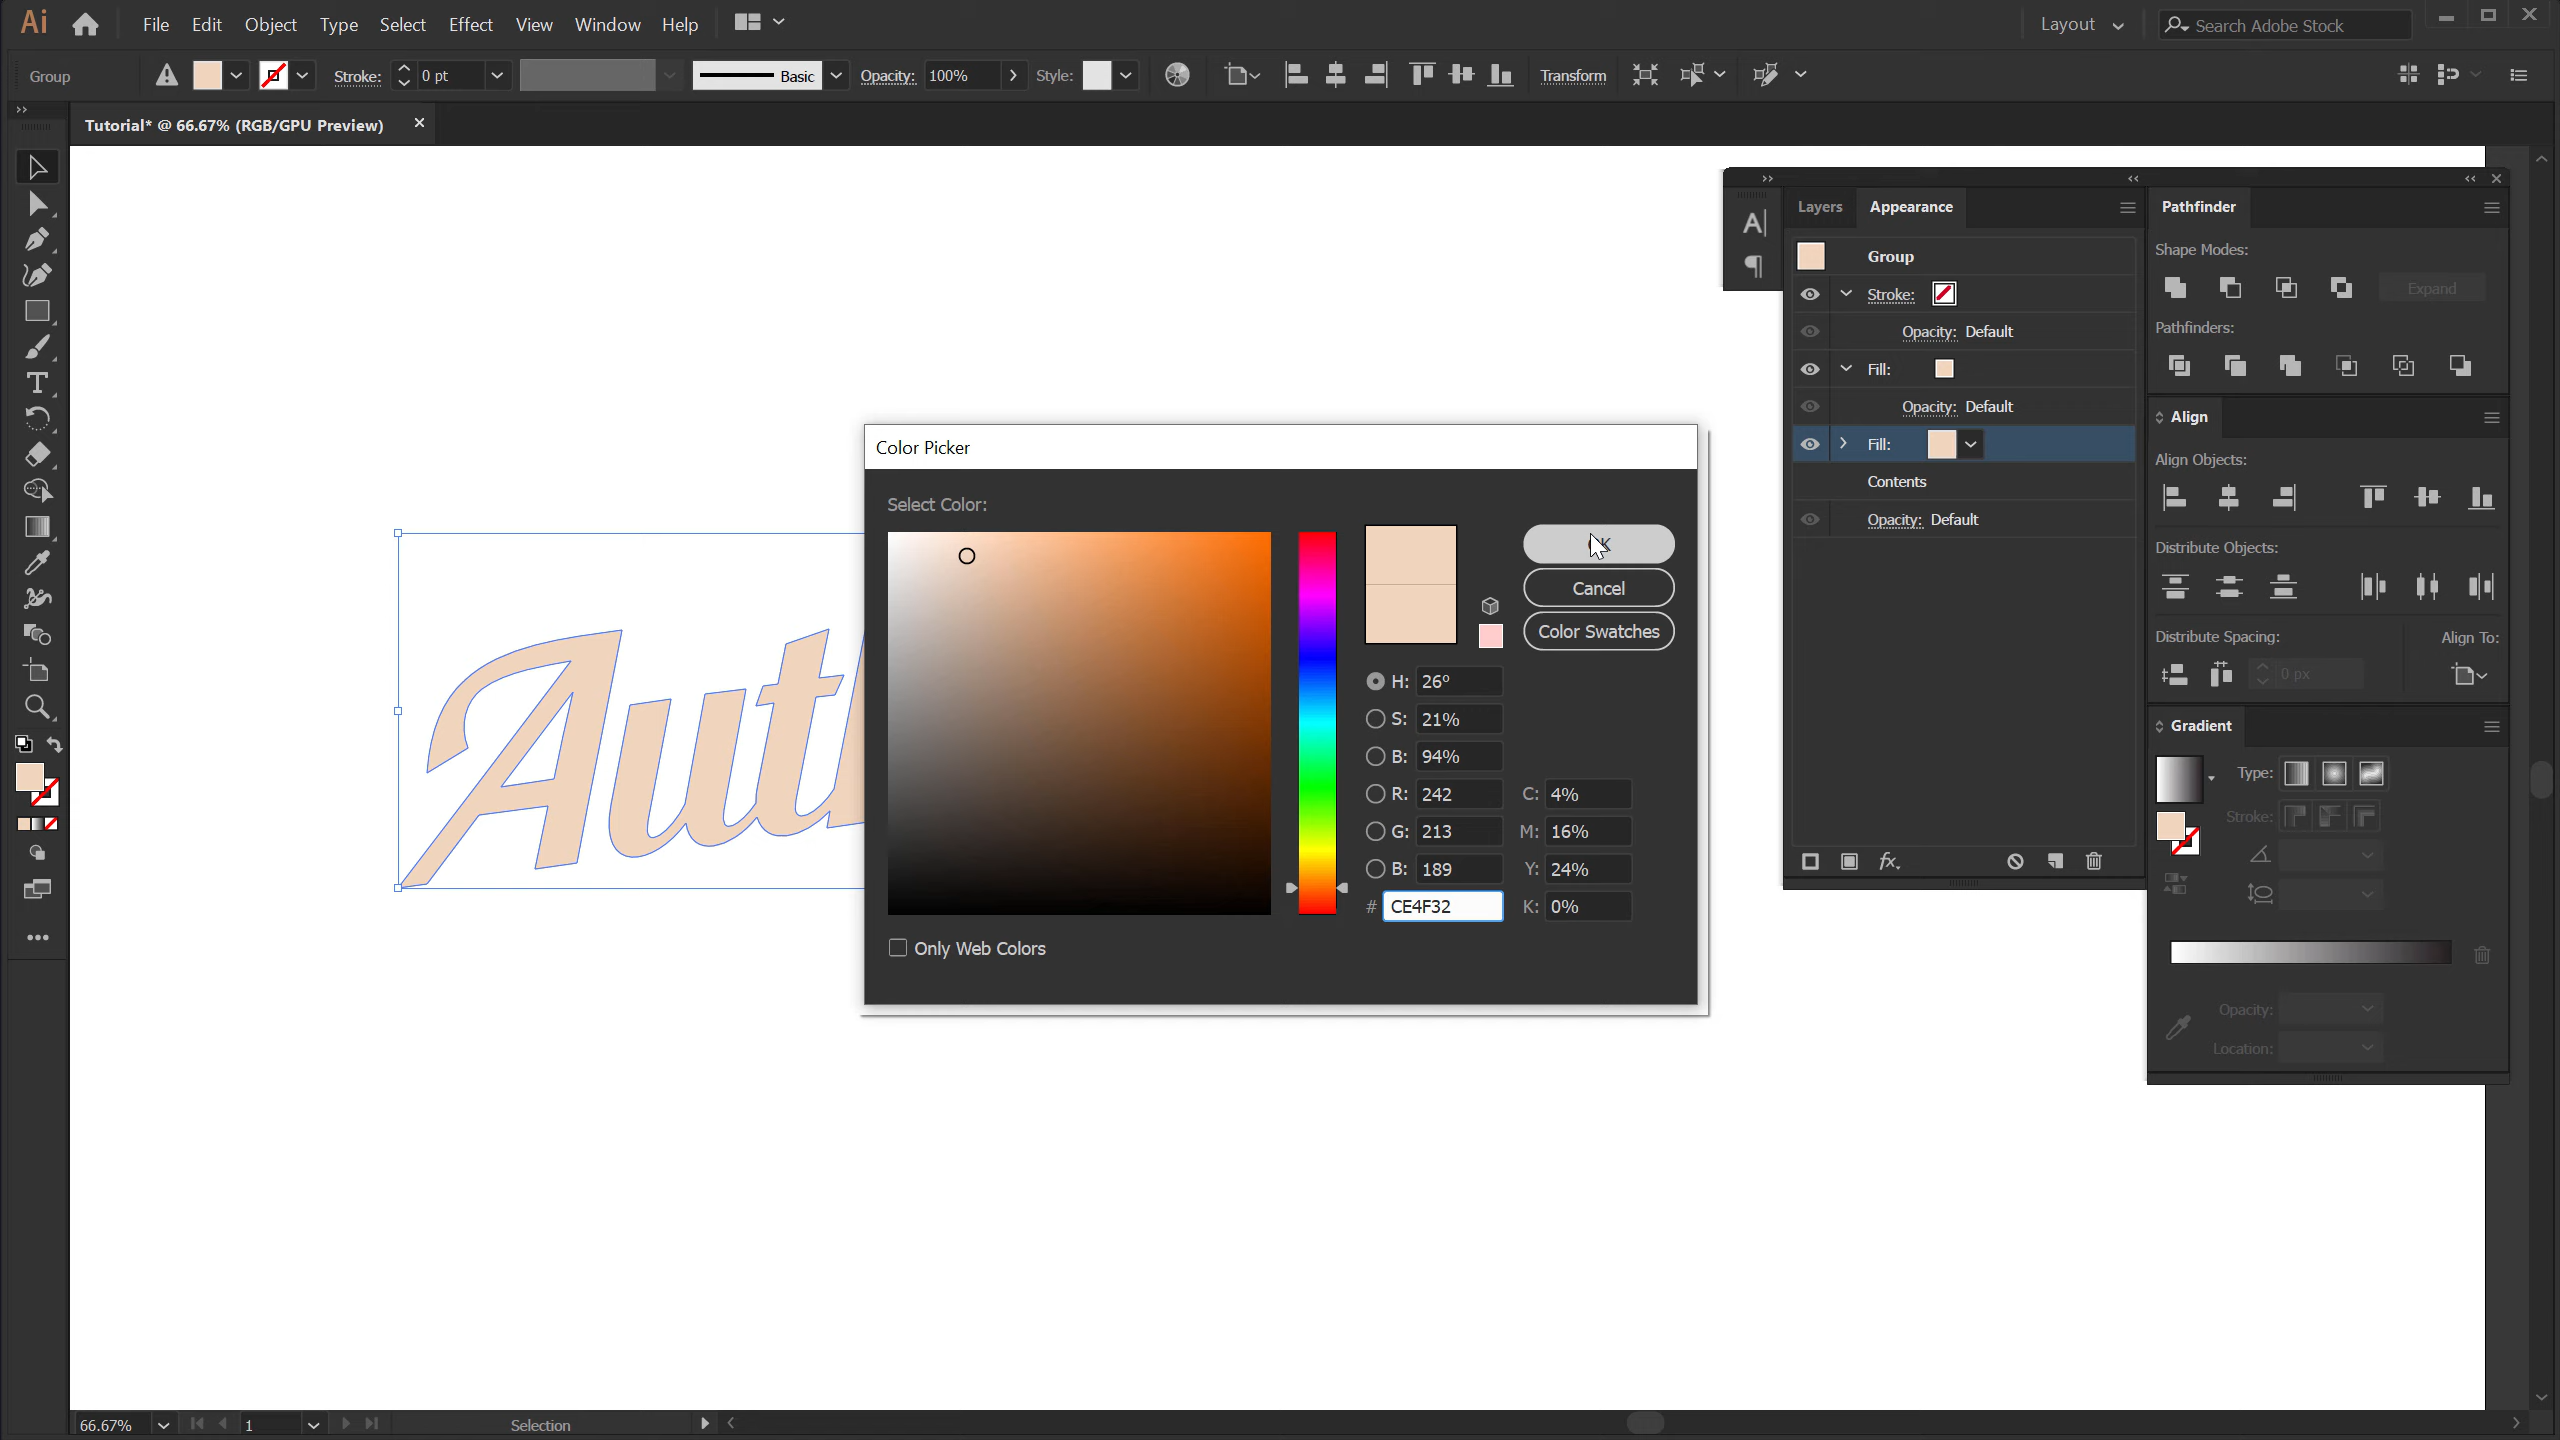 Ai File Edit Object Type Select Effect View Window Help Layout Search Adobe Stock
Group Stroke: 0 pt Basic Opacity: 100% Style: Transform
Tutorial* @ 66.67% (RGB/GPU Preview)
Layers Appearance
Group
Stroke:
Opacity: Default
Fill:
Opacity: Default
Fill:
Contents
Opacity: Default
Pathfinder
Shape Modes:
Expand
Pathfinders:
Align
Align Objects:
Distribute Objects:
Distribute Spacing: Align To:
0 px
Gradient
Type:
Stroke:
Opacity:
Location:
Color Picker
Select Color:
Cancel
Color Swatches
H: 26°
S: 21%
B: 94%
R: 242 C: 4%
G: 213 M: 16%
B: 189 Y: 24%
# CE4F32 K: 0%
Only Web Colors
66.67% 1 Selection